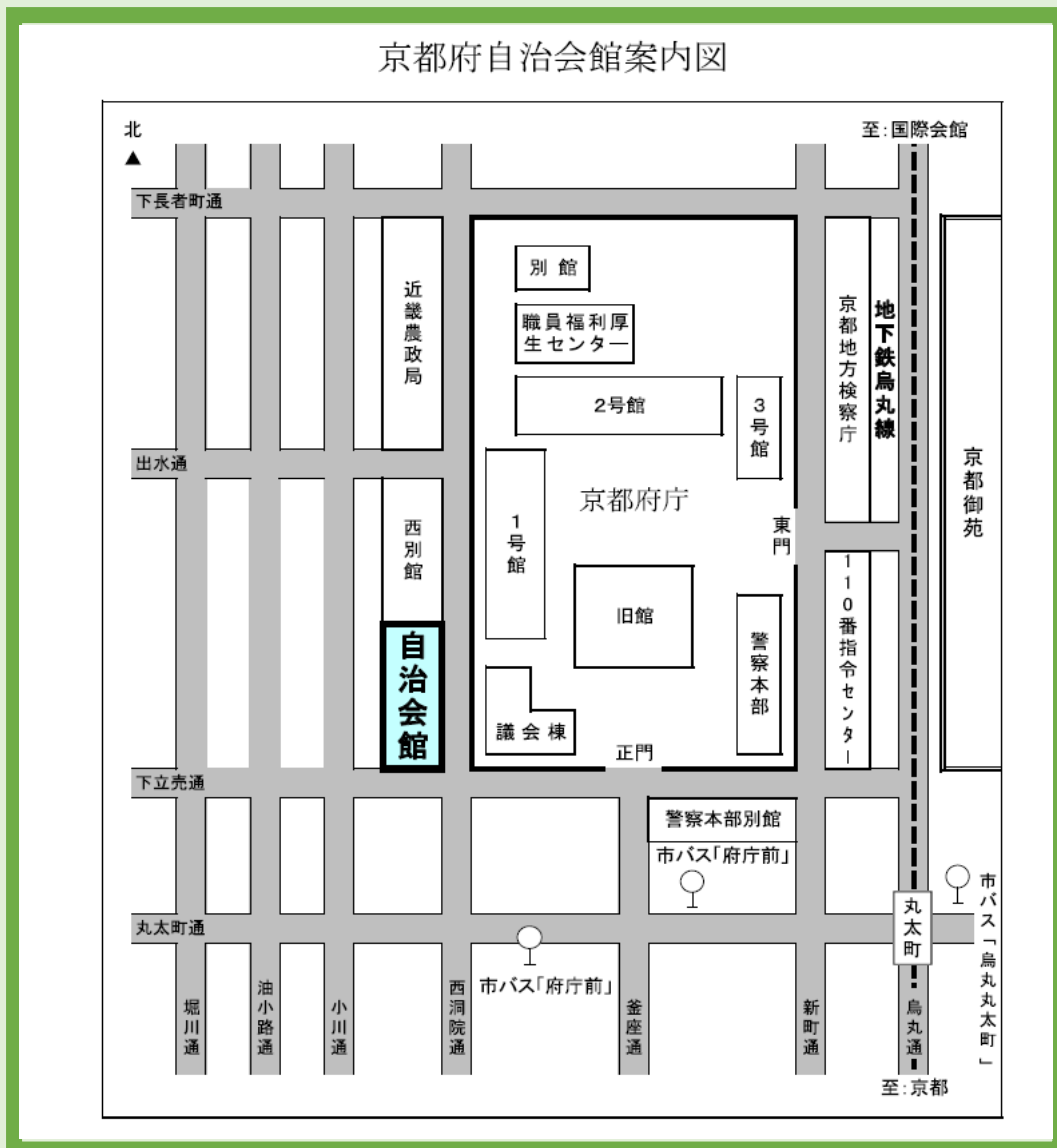 京都府自治会館案内図
北
▲
至:国際会館
下長者町通
近畿農政局
別館
職員福利厚
生センター
2号館
3号館
京都地方検察庁
地下鉄烏丸線
京都御苑
出水通
西別館
1号館
京都府庁
東門
旧館
警察本部
110番指令センター
自治会館
議会棟
正門
下立売通
警察本部別館
市バス「府庁前」
丸太町通
市バス「府庁前」
丸太町
市バス「烏丸丸太町」
堀川通
油小路通
小川通
西洞院通
釜座通
新町通
烏丸通
至:京都